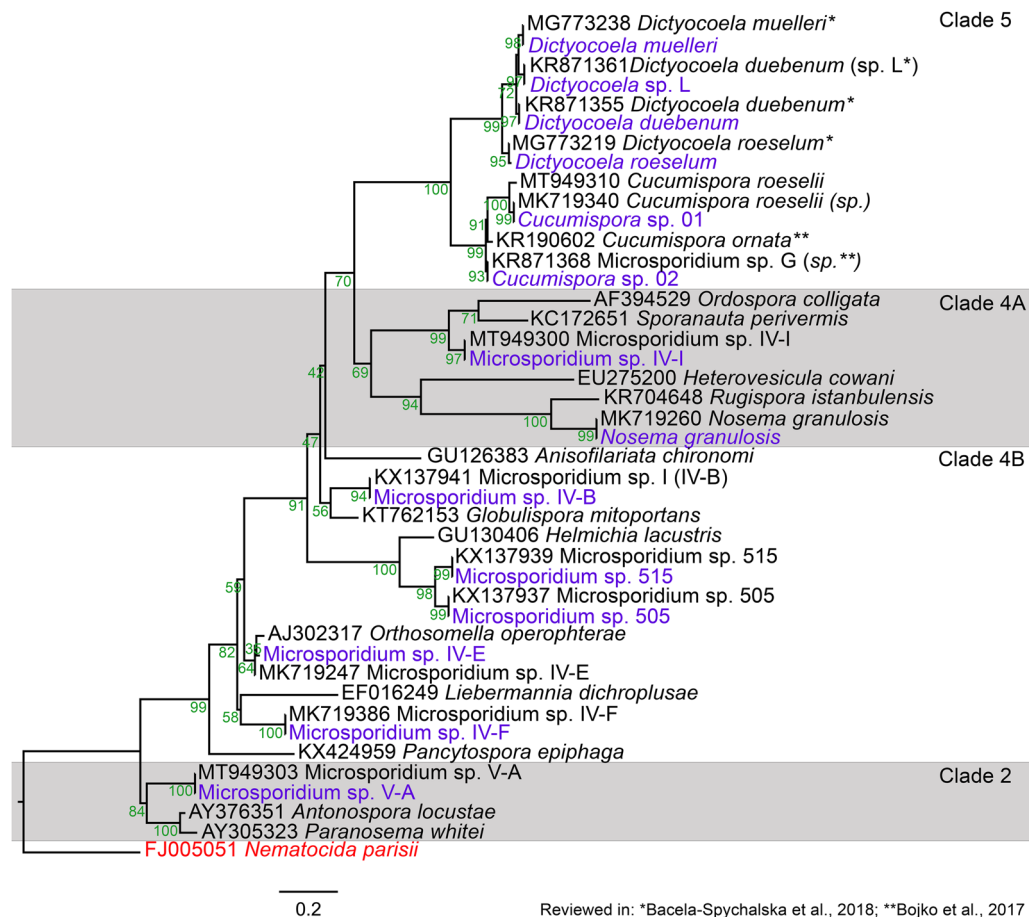 Clade 5
MG773238 Dictyocoela muelleri*
98
Dictyocoela muelleri
KR871361Dictyocoela duebenum (sp. L*)
97
Dictyocoela sp. L
72
KR871355 Dictyocoela duebenum*
97
Dictyocoela duebenum
99
MG773219 Dictyocoela roeselum*
95
Dictyocoela roeselum
100
MT949310 Cucumispora roeselii
100
MK719340 Cucumispora roeselii (sp.)
99
Cucumispora sp. 01
91
KR190602 Cucumispora ornata**
99
KR871368 Microsporidium sp. G (sp.**)
93
Cucumispora sp. 02
70
Clade 4A
AF394529 Ordospora colligata
71
KC172651 Sporanauta perivermis
99
MT949300 Microsporidium sp. IV-I
97
Microsporidium sp. IV-I
42
69
EU275200 Heterovesicula cowani
94
KR704648 Rugispora istanbulensis
100
MK719260 Nosema granulosis
99
Nosema granulosis
47
Clade 4B
GU126383 Anisofilariata chironomi
KX137941 Microsporidium sp. I (IV-B)
94
Microsporidium sp. IV-B
91
56
KT762153 Globulispora mitoportans
GU130406 Helmichia lacustris
100
KX137939 Microsporidium sp. 515
99
Microsporidium sp. 515
98
KX137937 Microsporidium sp. 505
99
Microsporidium sp. 505
59
AJ302317 Orthosomella operophterae
82
Microsporidium sp. IV-E
64
MK719247 Microsporidium sp. IV-E
EF016249 Liebermannia dichroplusae
99
58
MK719386 Microsporidium sp. IV-F
100
Microsporidium sp. IV-F
KX424959 Pancytospora epiphaga
Clade 2
MT949303 Microsporidium sp. V-A
100
Microsporidium sp. V-A
84
AY376351 Antonospora locustae
100
AY305323 Paranosema whitei
FJ005051 Nematocida parisii
0.2
Reviewed in: *Bacela-Spychalska et al., 2018; **Bojko et al., 2017